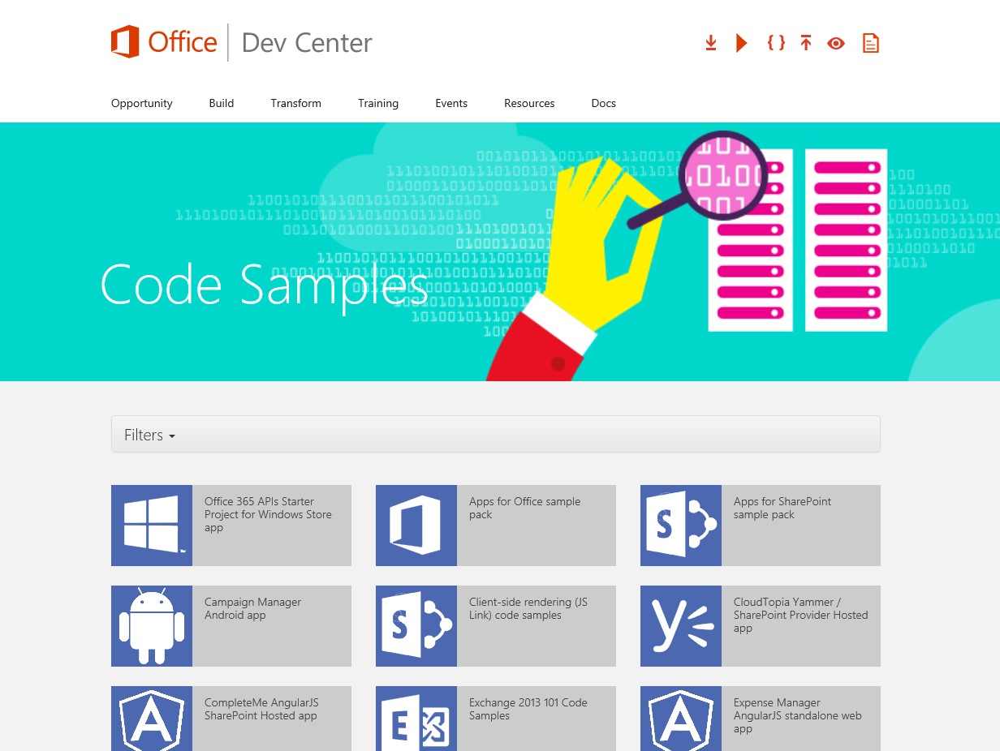 Office Dev Center
{ }
Opportunity Build Transform Training Events Resources Docs
Code Samples
Filters
Office 365 APIs Starter
Project for Windows Store
app
Apps for Office sample
pack
Apps for SharePoint
sample pack
Campaign Manager
Android app
Client-side rendering (JS
Link) code samples
CloudTopia Yammer /
SharePoint Provider Hosted
app
CompleteMe AngularJS
SharePoint Hosted app
Exchange 2013 101 Code
Samples
Expense Manager
AngularJS standalone web
app